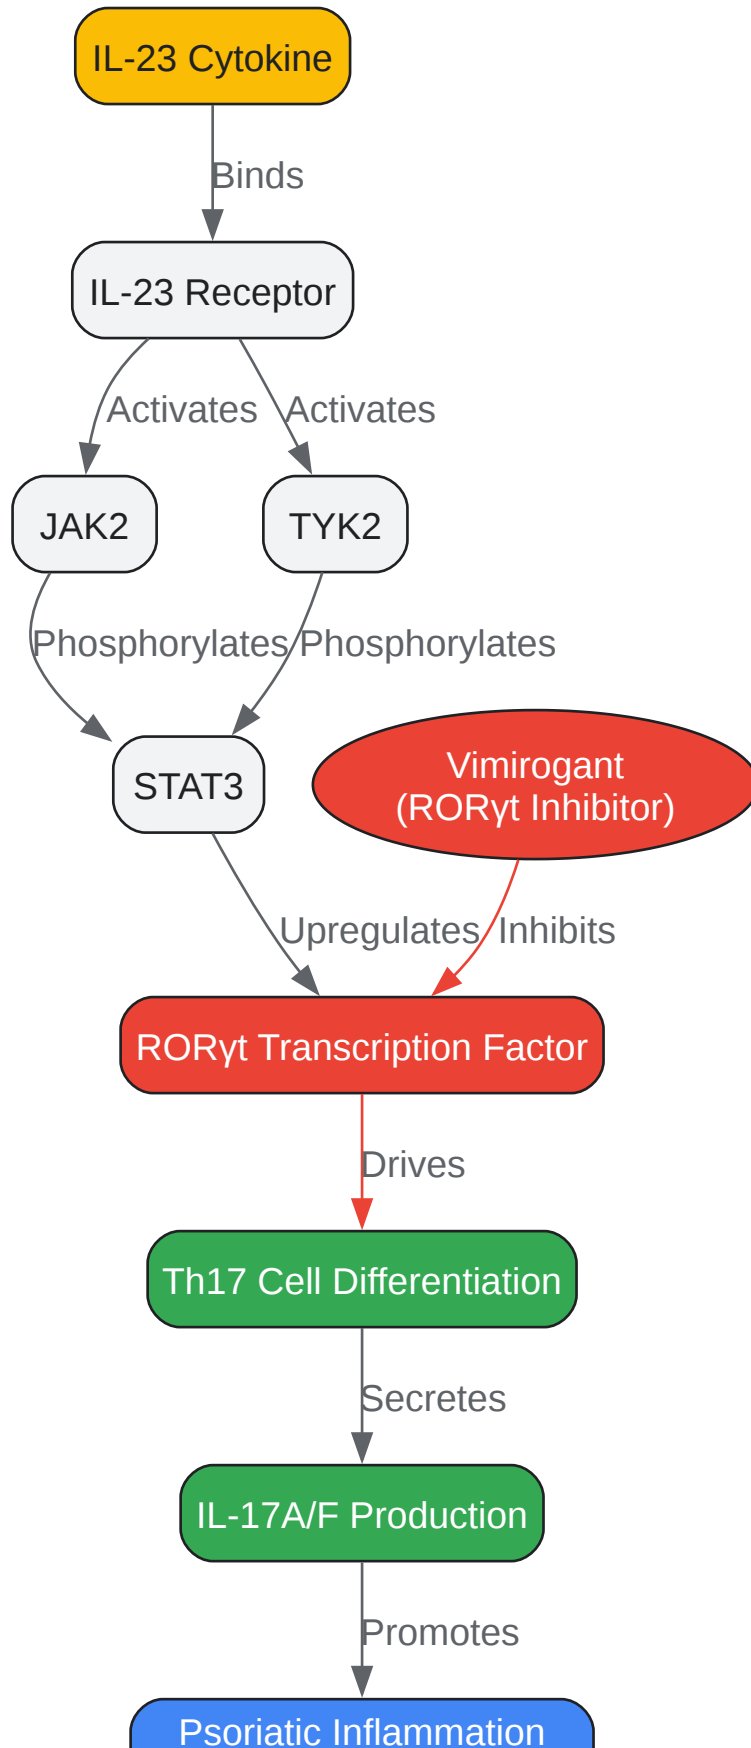 IL-23 Cytokine
Binds
IL-23 Receptor
Activates
Activates
JAK2
TYK2
Phosphorylates
Phosphorylates
STAT3
Vimirogant
(RORγt Inhibitor)
Upregulates
Inhibits
RORγt Transcription Factor
Drives
Th17 Cell Differentiation
Secretes
IL-17A/F Production
Promotes
Psoriatic Inflammation